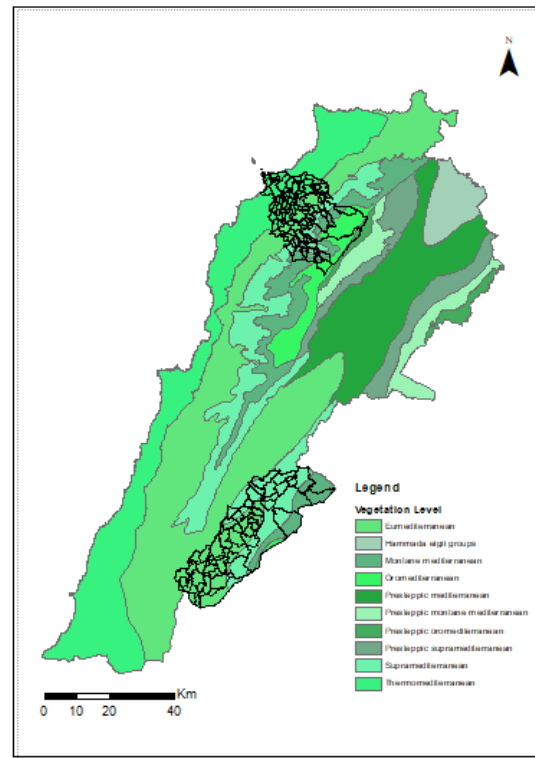 N
Legend
Vegetation Level
Eumediterranean
Hammada eigii groups
Montane mediterranean
Oromediterranean
Presteppic mediterranean
Presteppic montane mediterranean
Presteppic oromediterranean
Presteppic supramediterranean
Supramediterranean
Thermomediterranean
Km
0 10 20 40